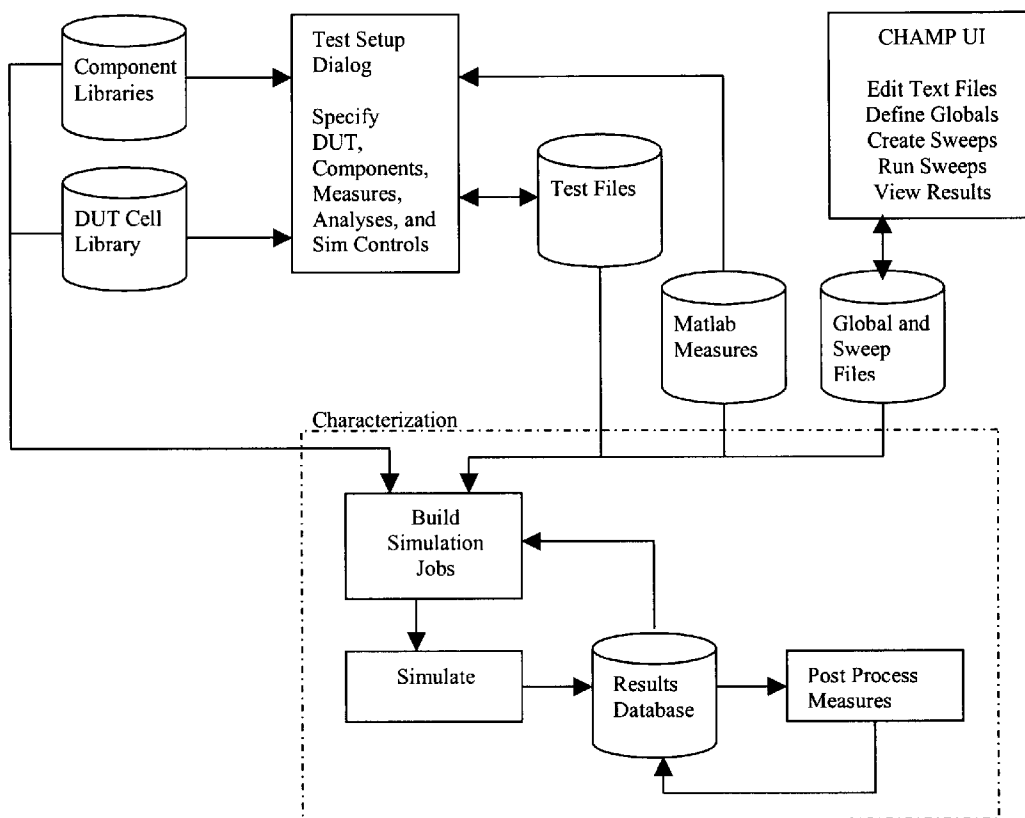 Component
Libraries
DUT Cell
Library
Test Setup
Dialog
Specify
DUT,
Components,
Measures,
Analyses, and
Sim Controls
Test Files
CHAMP UI
Edit Text Files
Define Globals
Create Sweeps
Run Sweeps
View Results
Matlab
Measures
Global and
Sweep
Files
Characterization
Build
Simulation
Jobs
Simulate
Results
Database
Post Process
Measures